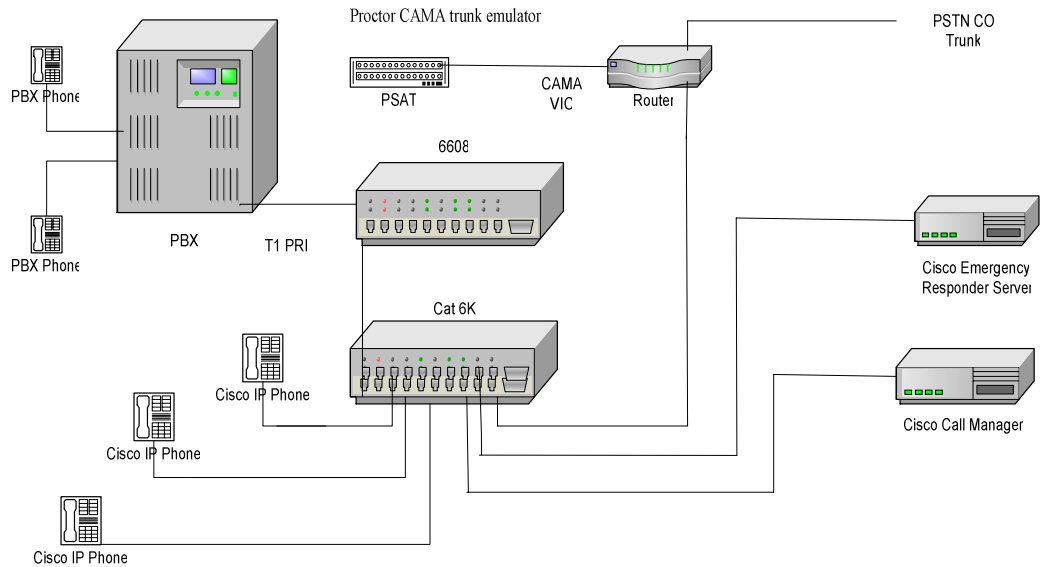 Proctor CAMA trunk emulator
PSTN CO
Trunk
PBX Phone
PSAT
CAMA
VIC
Router
6608
PBX Phone
PBX
T1 PRI
Cisco Emergency
Responder Server
Cat 6K
Cisco IP Phone
Cisco Call Manager
Cisco IP Phone
Cisco IP Phone